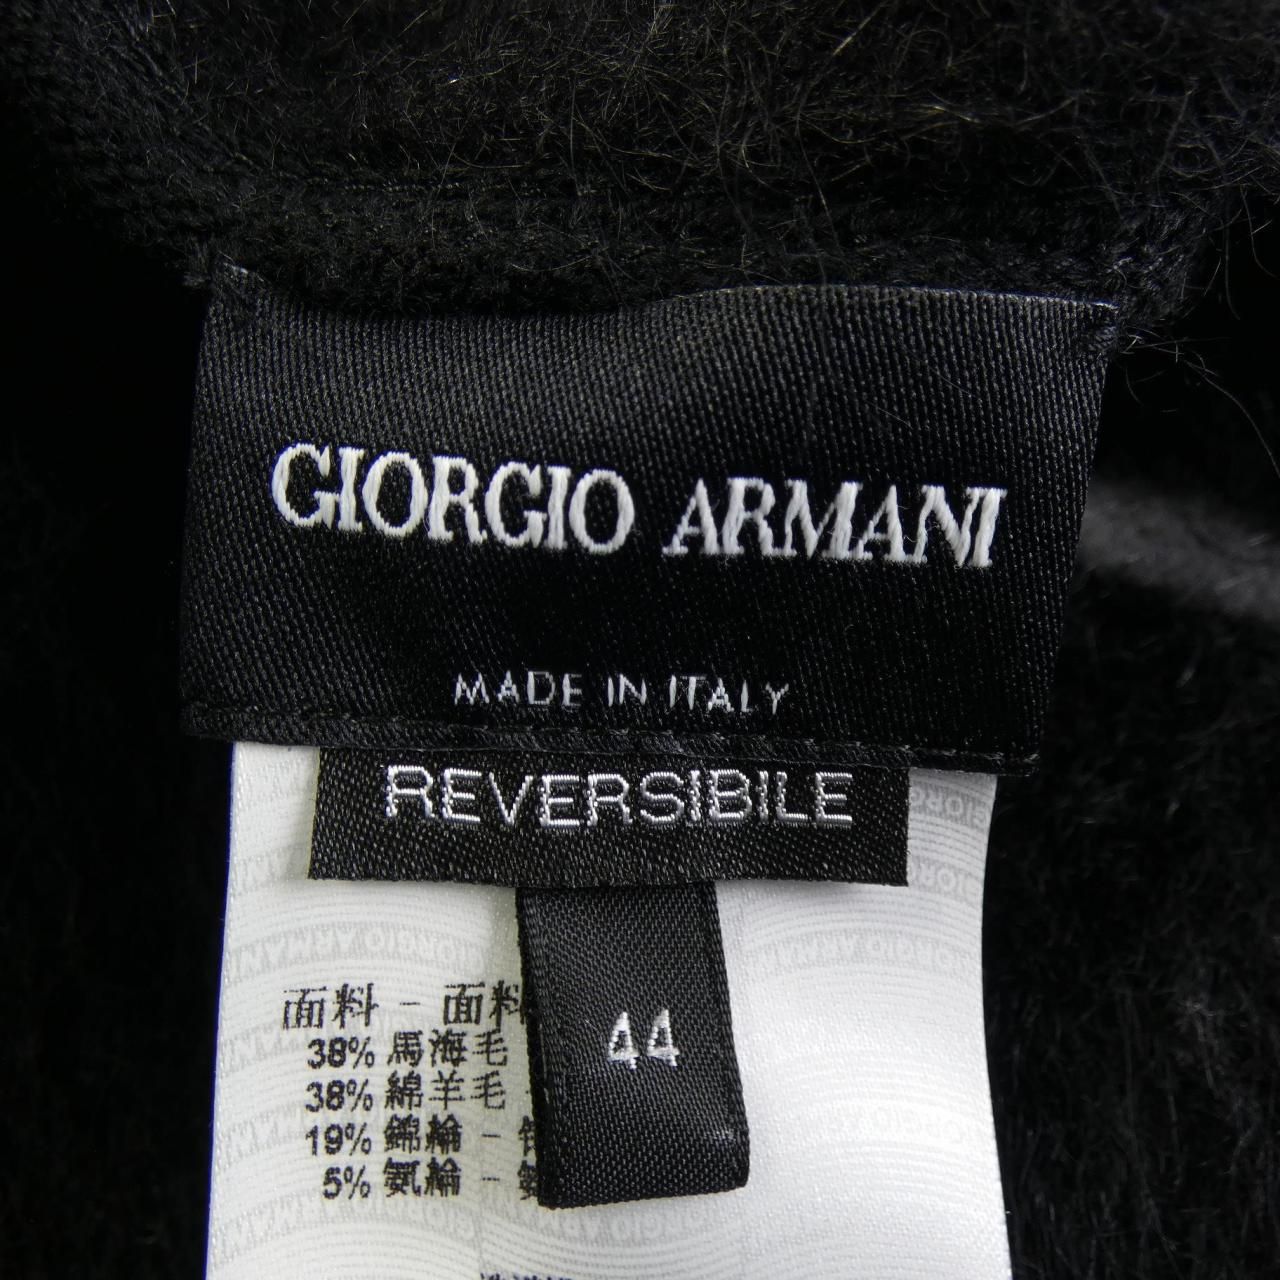 GIORGIO ARMANI
MADE IN ITALY
REVERSIBILE
44
面料 - 面料
38% 馬海毛
38% 綿羊毛
19% 錦綸 -
5% 氨綸 -